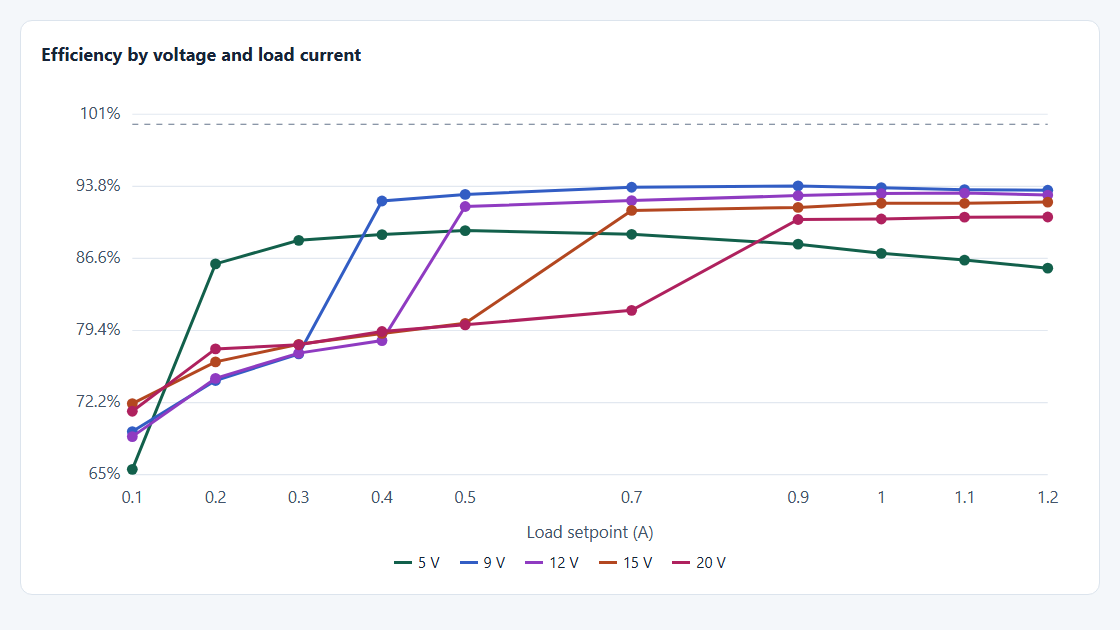 Efficiency by voltage and load current
101%
93.8%
86.6%
79.4%
72.2%
65%
0.1 0.2 0.3 0.4 0.5 0.7 0.9 1 1.1 1.2
Load setpoint (A)
5 V 9 V 12 V 15 V 20 V